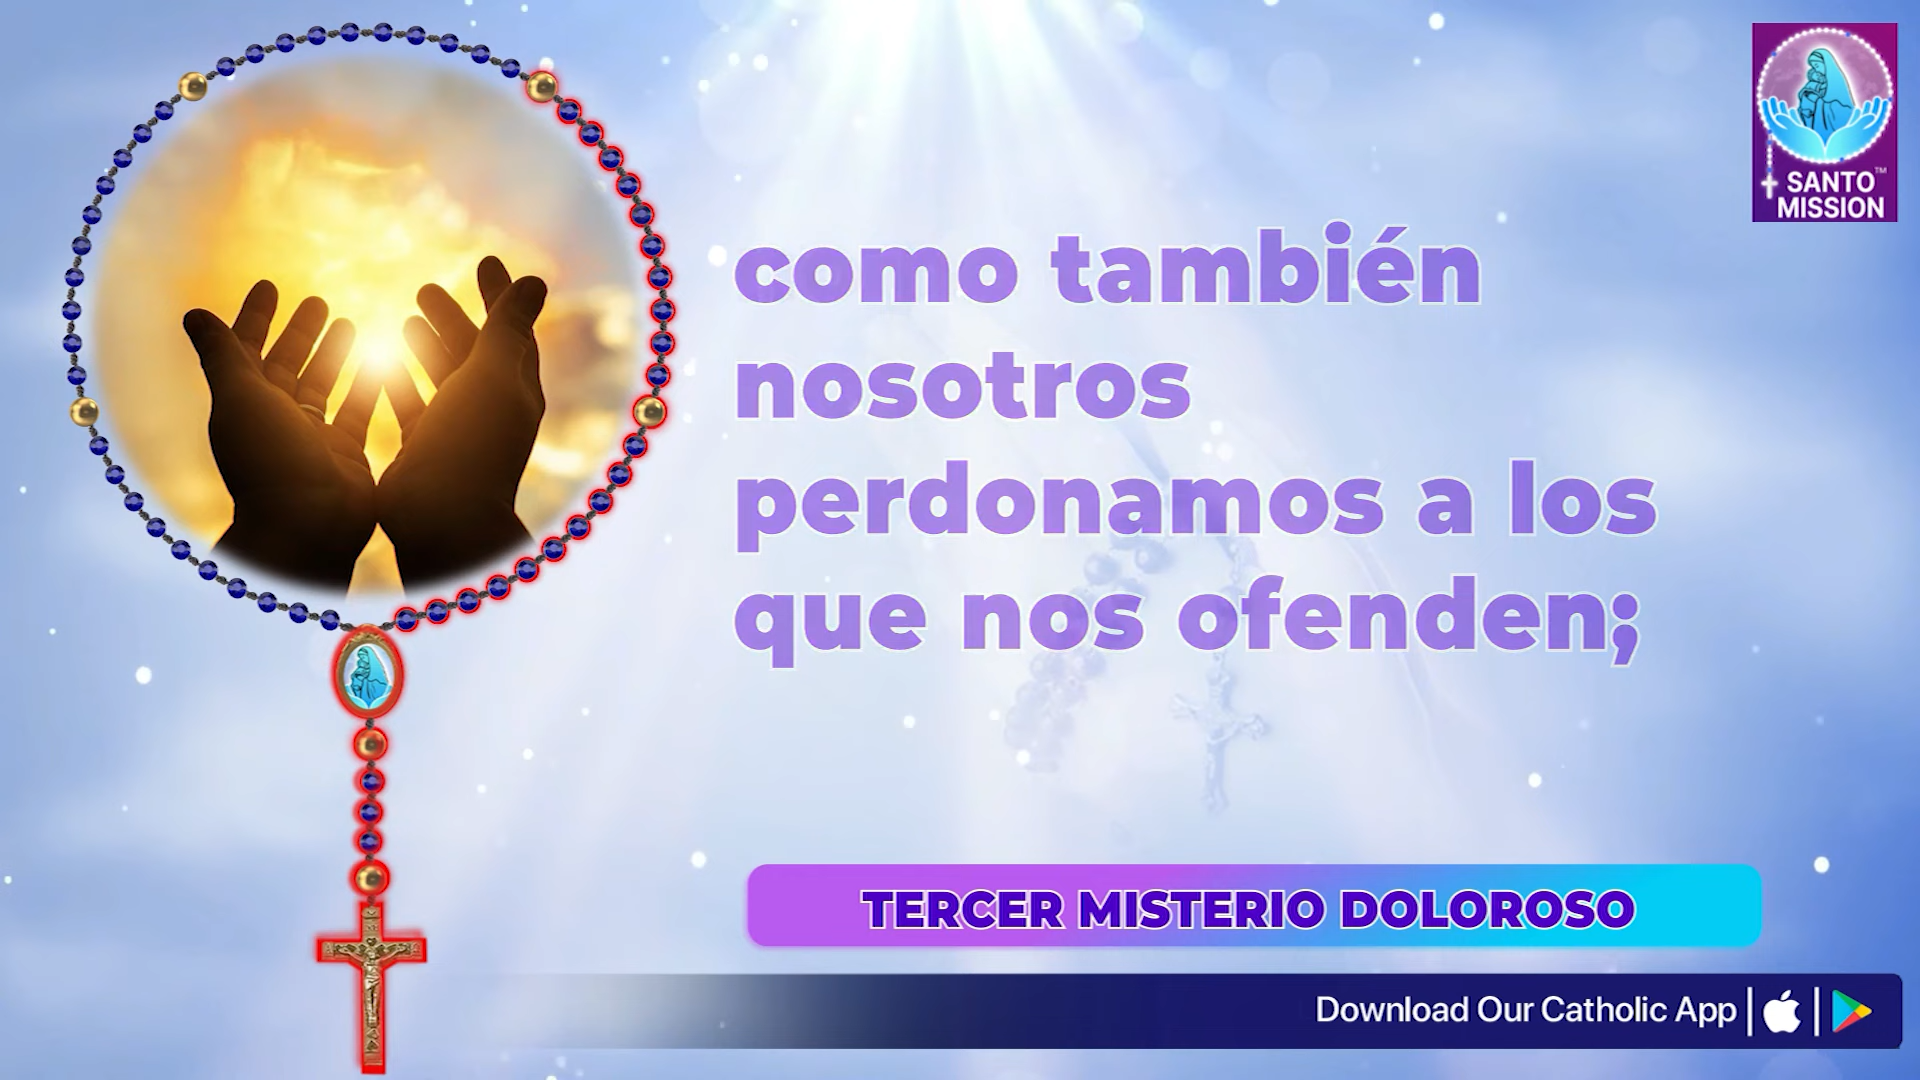 SANTO™
MISSION
como también
nosotros
perdonamos a los
que nos ofenden;
TERCER MISTERIO DOLOROSO
Download Our Catholic App